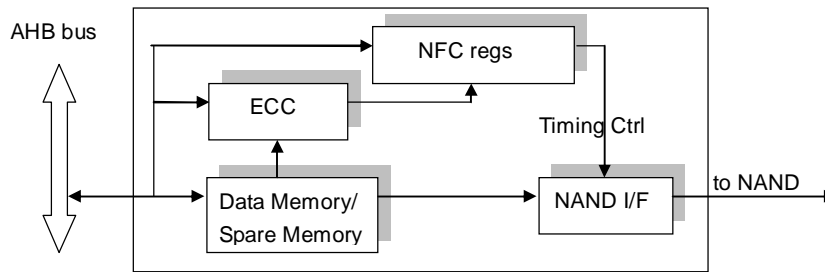 AHB bus
NFC regs
ECC
Timing Ctrl
Data Memory/
Spare Memory
NAND I/F
to NAND